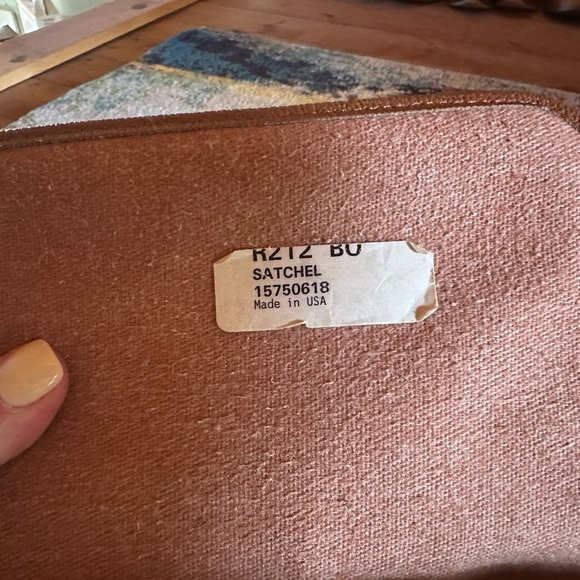 R212 BO
SATCHEL
15750618
Made in USA